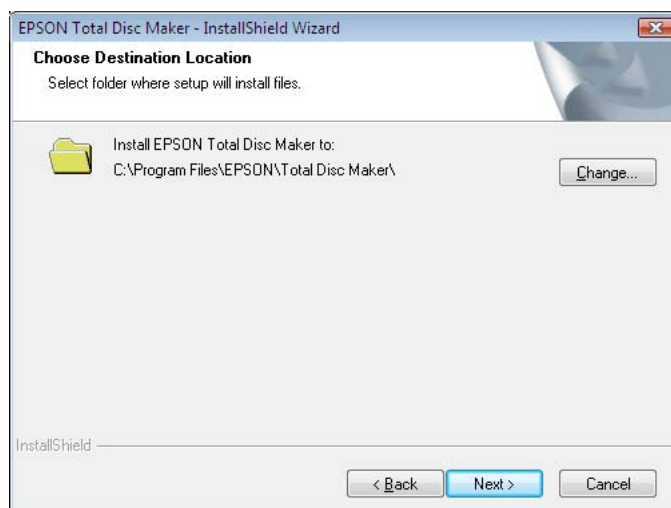 EPSON Total Disc Maker - InstallShield Wizard
Choose Destination Location
Select folder where setup will install files.
Install EPSON Total Disc Maker to:
C:\Program Files\EPSON\Total Disc Maker\
Change...
InstallShield
< Back
Next >
Cancel